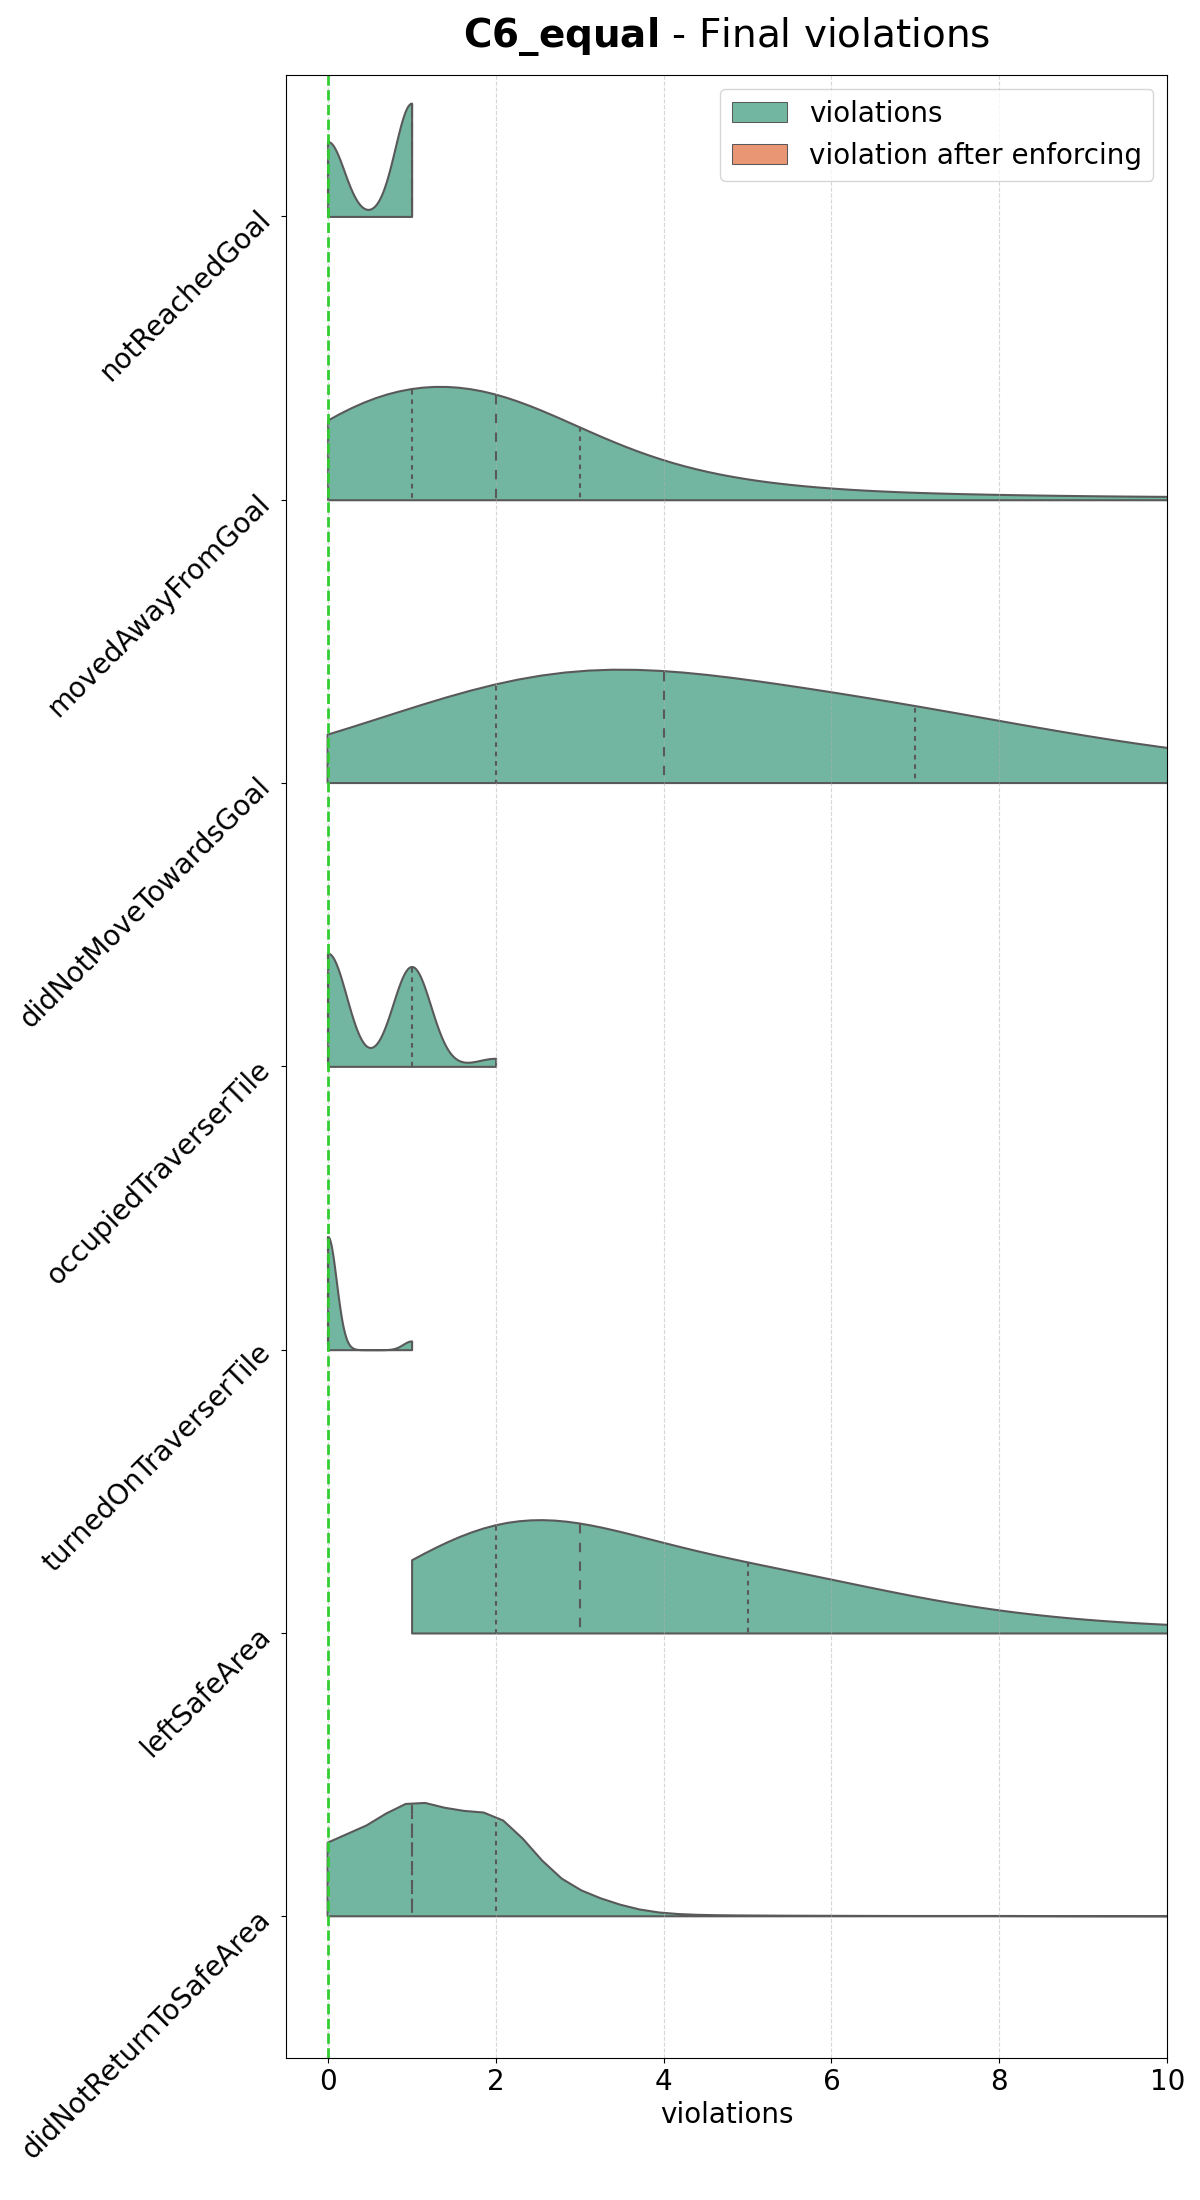 C6_equal - Final violations
violations
violation after enforcing
notReachedGoal
movedAwayFromGoal
didNotMoveTowardsGoal
occupiedTraverserTile
turnedOnTraverserTile
leftSafeArea
didNotReturnToSafeArea
0 2 4 6 8 10
violations